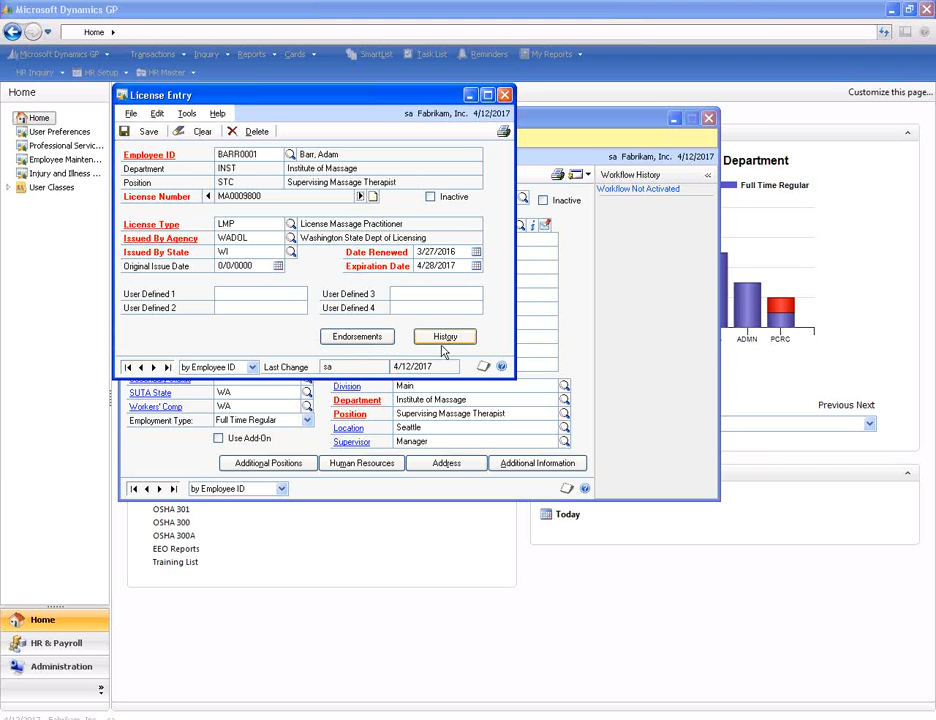 Microsoft Dynamics GP
Home
Microsoft Dynamics GP Transactions Inquiry Reports Cards SmartList Task List Reminders My Reports
HR Inquiry HR Setup HR Master
Home
Customize this page...
Home
User Preferences
Professional Servic...
Employee Mainten...
Injury and Illness ...
User Classes
License Entry
File Edit Tools Help
sa Fabrikam, Inc. 4/12/2017
Save Clear Delete
Employee ID BARR0001 Barr, Adam
Department INST Institute of Massage
Position STC Supervising Massage Therapist
License Number MA0009800 Inactive
License Type LMP License Massage Practitioner
Issued By Agency WADOL Washington State Dept of Licensing
Issued By State WI Date Renewed 3/27/2016
Original Issue Date 0/0/0000 Expiration Date 4/28/2017
User Defined 1 User Defined 3
User Defined 2 User Defined 4
Endorsements History
by Employee ID Last Change sa 4/12/2017
sa Fabrikam, Inc. 4/12/2017
Workflow History «
Workflow Not Activated
Inactive
SUTA State WA
Workers' Comp WA
Employment Type: Full Time Regular
Use Add-On
Division Main
Department Institute of Massage
Position Supervising Massage Therapist
Location Seattle
Supervisor Manager
Additional Positions Human Resources Address Additional Information
by Employee ID
Department
Full Time Regular
ADMN PCRC
Previous Next
Today
OSHA 301
OSHA 300
OSHA 300A
EEO Reports
Training List
Home
HR & Payroll
Administration
»
4/12/2017 Fabrikam, Inc. sa